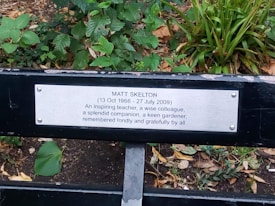 MATT SKELTON
(13 Oct 1966 - 27 July 2009)
An inspiring teacher, a wise colleague,
a splendid companion, a keen gardener,
remembered fondly and gratefully by all